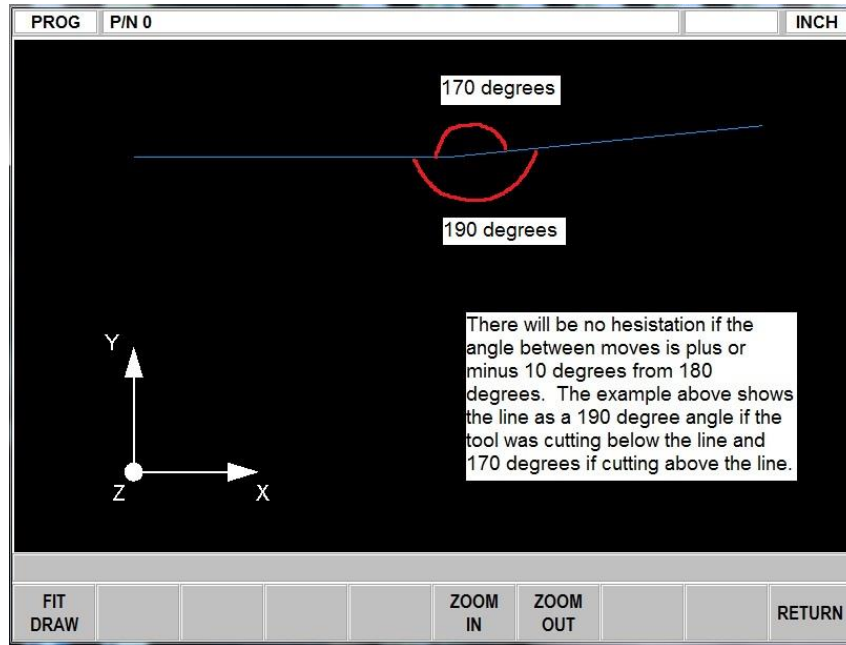 PROG P/N 0 INCH
170 degrees
190 degrees
There will be no hesistation if the
angle between moves is plus or
minus 10 degrees from 180
degrees. The example above shows
the line as a 190 degree angle if the
tool was cutting below the line and
170 degrees if cutting above the line.
Y
Z X
FIT DRAW ZOOM IN ZOOM OUT RETURN